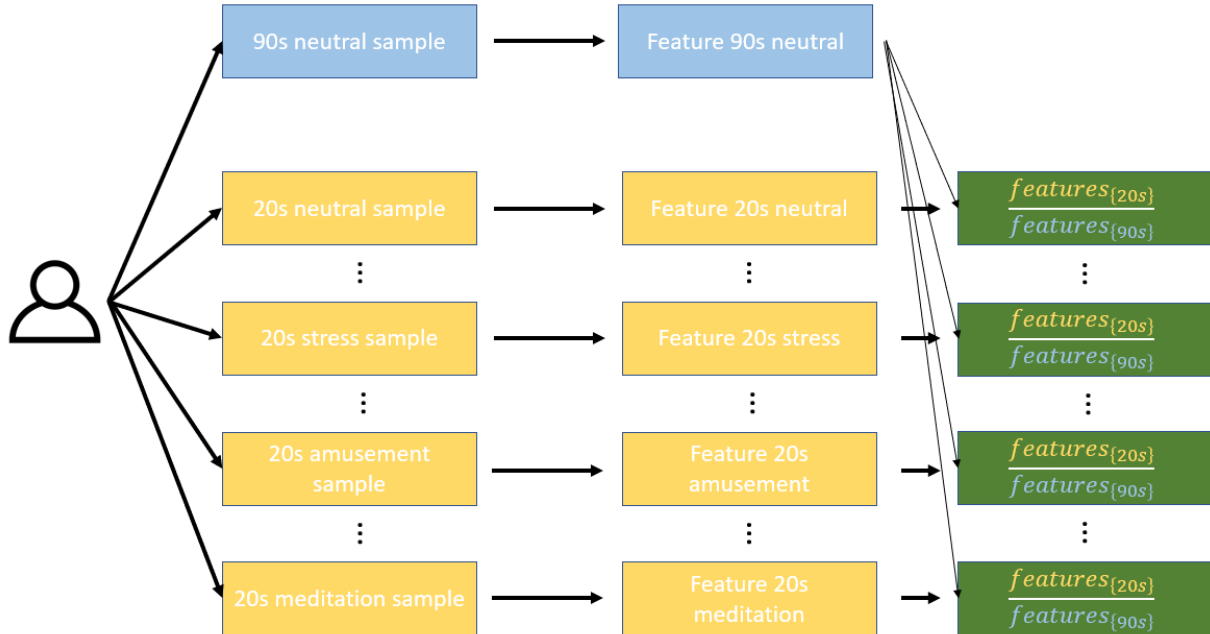 90s neutral sample
Feature 90s neutral
20s neutral sample
Feature 20s neutral
features{20s}
features{90s}
20s stress sample
Feature 20s stress
features{20s}
features{90s}
20s amusement
sample
Feature 20s
amusement
features{20s}
features{90s}
20s meditation sample
Feature 20s
meditation
features{20s}
features{90s}